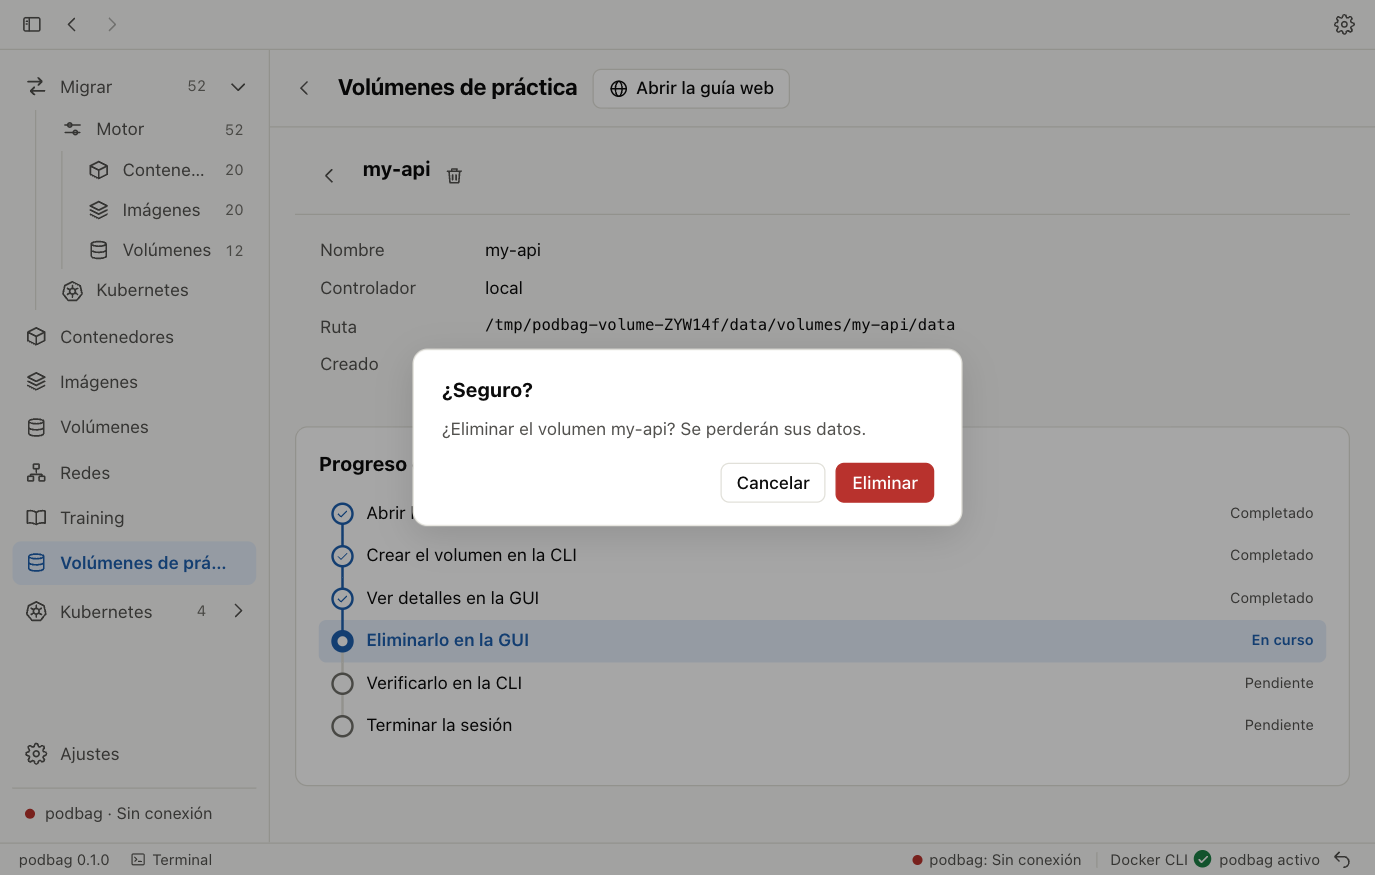 Migrar 52
Motor 52
Contene... 20
Imágenes 20
Volúmenes 12
Kubernetes
Contenedores
Imágenes
Volúmenes
Redes
Training
Volúmenes de prá...
Kubernetes 4
Ajustes
podbag · Sin conexión
Volúmenes de práctica
Abrir la guía web
my-api
Nombre my-api
Controlador local
Ruta /tmp/podbag-volume-ZYW14f/data/volumes/my-api/data
Creado
¿Seguro?
¿Eliminar el volumen my-api? Se perderán sus datos.
Cancelar Eliminar
Progreso
Abrir Completado
Crear el volumen en la CLI Completado
Ver detalles en la GUI Completado
Eliminarlo en la GUI En curso
Verificarlo en la CLI Pendiente
Terminar la sesión Pendiente
podbag 0.1.0 Terminal podbag: Sin conexión Docker CLI podbag activo